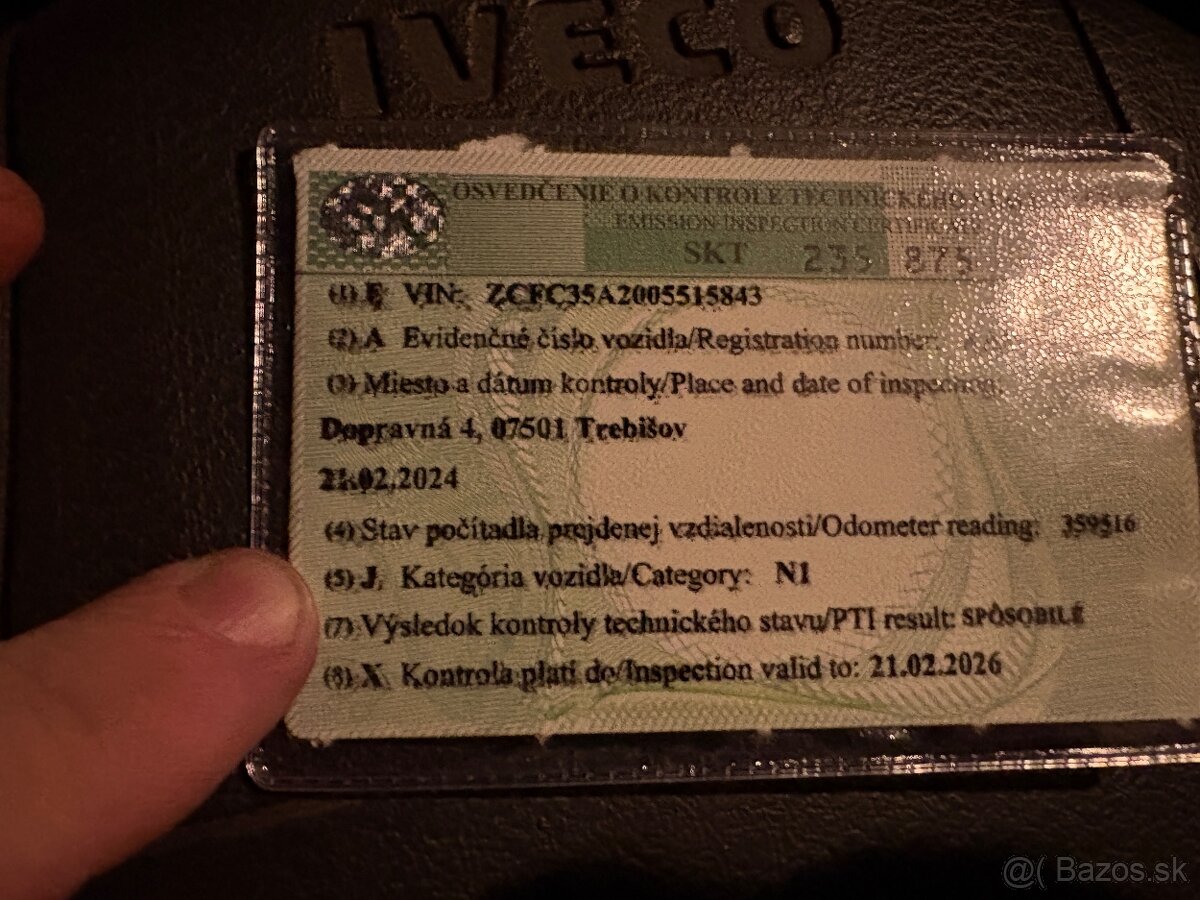 IVECO
OSVEDČENIE O KONTROLE TECHNICKÉHO
EMISSION INSPECTION CERTIFICATE
SKT 235 875
(1) E VIN: ZCFC35A2005515843
(2) A Evidenčné číslo vozidla/Registration number:
(3) Miesto a dátum kontroly/Place and date of inspection:
Dopravná 4, 07501 Trebišov
21.02.2024
(4) Stav počítadla prejdenej vzdialenosti/Odometer reading: 359516
(5) J, Kategória vozidla/Category: N1
(7) Výsledok kontroly technického stavu/PTI result: SPÔSOBILÉ
(8) X Kontrola platí do/Inspection valid to: 21.02.2026
@( Bazos.sk